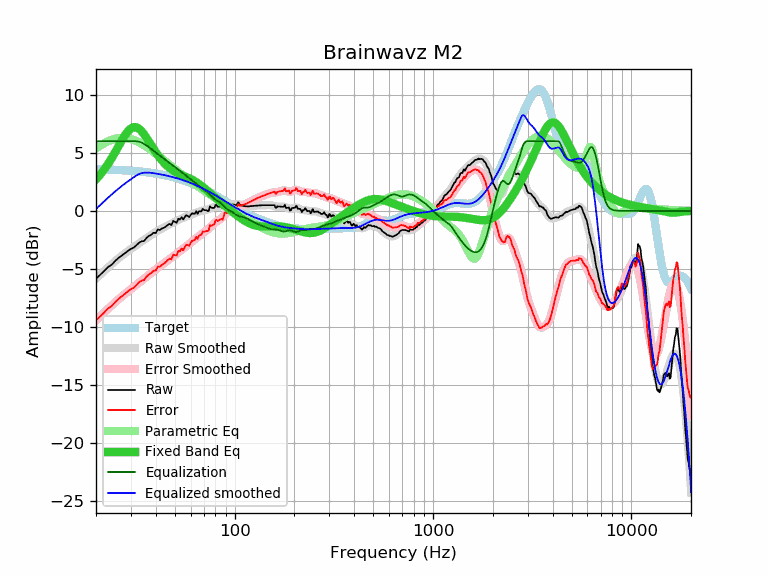 Brainwavz M2
Amplitude (dBr)
10
5
0
−5
−10
−15
−20
−25
Target
Raw Smoothed
Error Smoothed
Raw
Error
Parametric Eq
Fixed Band Eq
Equalization
Equalized smoothed
100
1000
10000
Frequency (Hz)